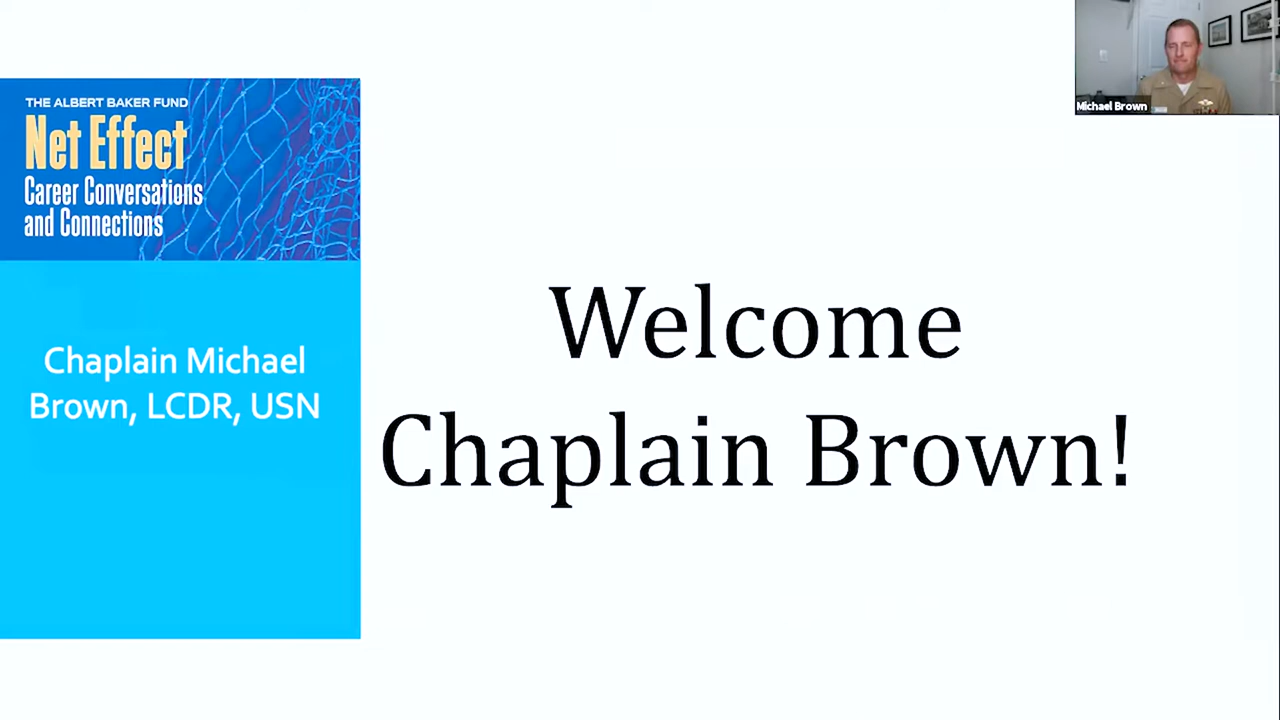 THE ALBERT BAKER FUND
Net Effect
Career Conversations
and Connections
Chaplain Michael
Brown, LCDR, USN
Welcome
Chaplain Brown!
Michael Brown